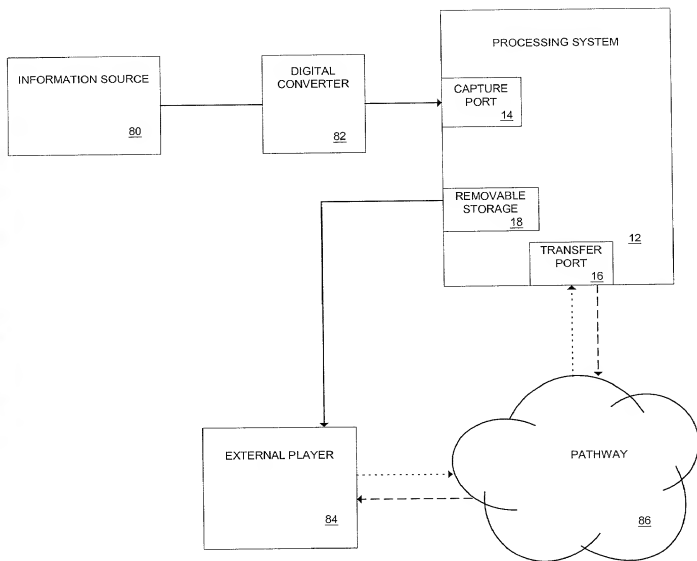 INFORMATION SOURCE
80
DIGITAL
CONVERTER
82
PROCESSING SYSTEM
CAPTURE
PORT
14
REMOVABLE
STORAGE
18
12
TRANSFER
PORT
16
EXTERNAL PLAYER
84
PATHWAY
86